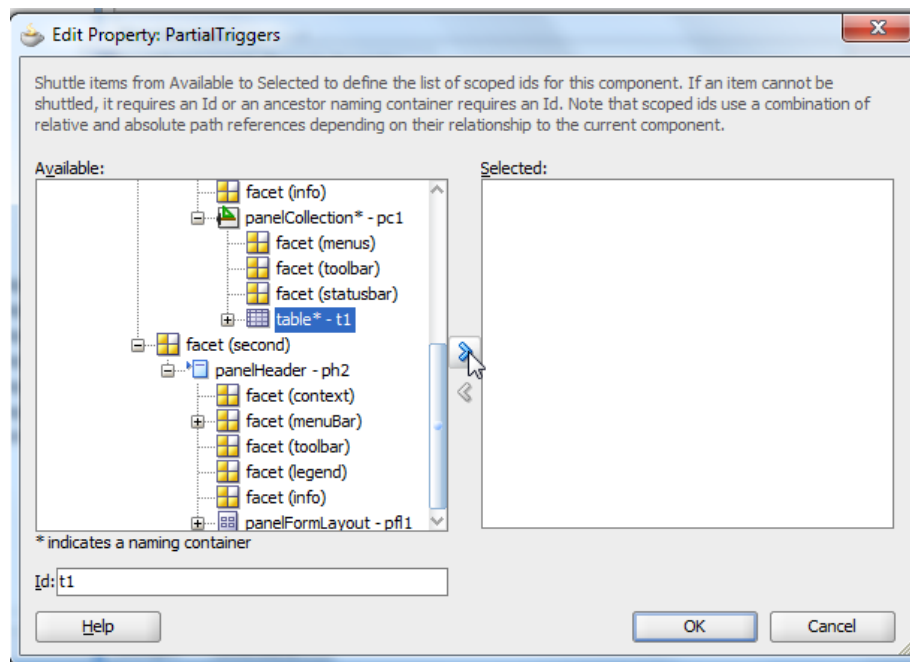 Edit Property: PartialTriggers
Shuttle items from Available to Selected to define the list of scoped ids for this component. If an item cannot be
shuttled, it requires an Id or an ancestor naming container requires an Id. Note that scoped ids use a combination of
relative and absolute path references depending on their relationship to the current component.
Available:
Selected:
facet (info)
panelCollection* - pc1
facet (menus)
facet (toolbar)
facet (statusbar)
table* - t1
facet (second)
panelHeader - ph2
facet (context)
facet (menuBar)
facet (toolbar)
facet (legend)
facet (info)
panelFormLayout - pfl1
* indicates a naming container
Id: t1
Help
OK
Cancel